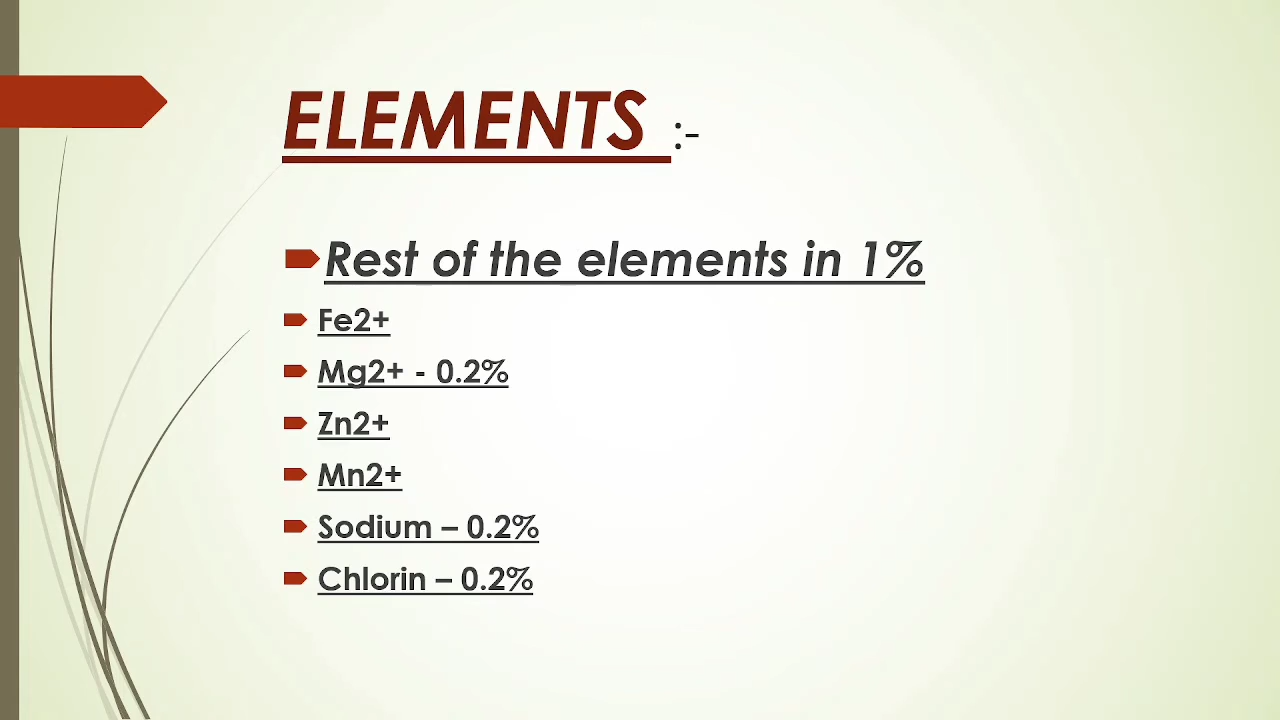 ELEMENTS :-
Rest of the elements in 1%
Fe2+
Mg2+ - 0.2%
Zn2+
Mn2+
Sodium – 0.2%
Chlorin – 0.2%